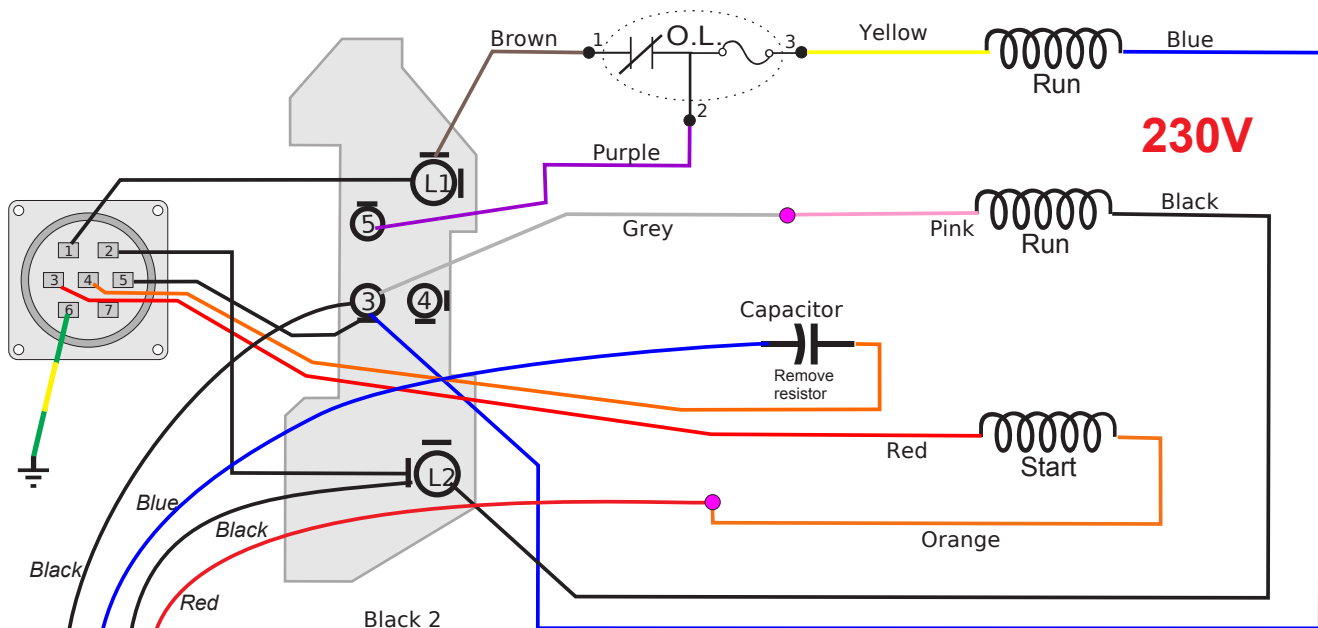 Brown
1
O.L.
3
Yellow
Blue
Run
2
230V
Purple
L1
5
Grey
Pink
Run
Black
1
2
3
4
5
6
7
3
4
Capacitor
Remove
resistor
Red
Start
L2
Orange
Blue
Black
Black
Red
Black 2